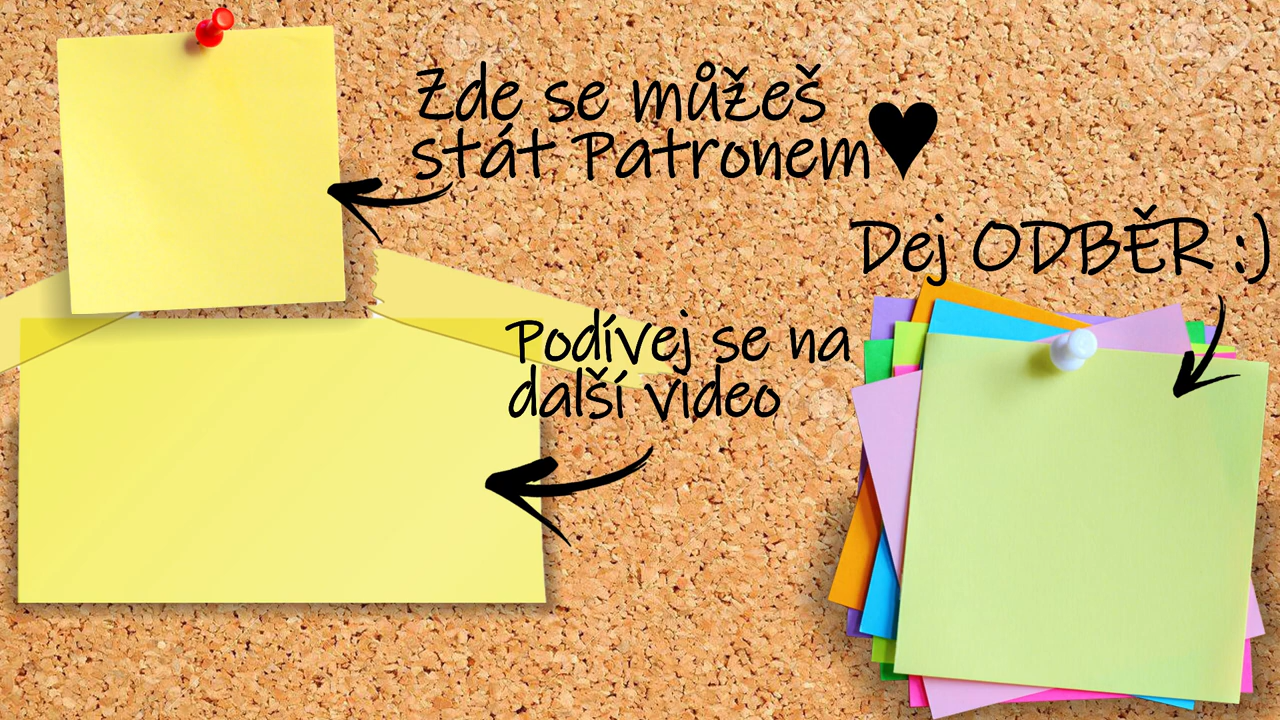 Zde se můžeš
stát Patronem♥
Dej ODBĚR :)
Podívej se na
další video